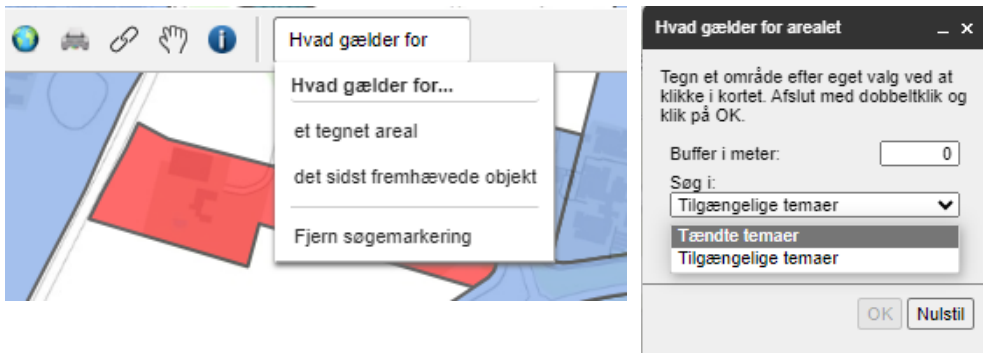 Hvad gælder for
Hvad gælder for...
et tegnet areal
det sidst fremhævede objekt
Fjern søgemarkering
Hvad gælder for arealet
Tegn et område efter eget valg ved at
klikke i kortet. Afslut med dobbeltklik og
klik på OK.
Buffer i meter: 0
Søg i:
Tilgængelige temaer
Tændte temaer
Tilgængelige temaer
OK Nulstil